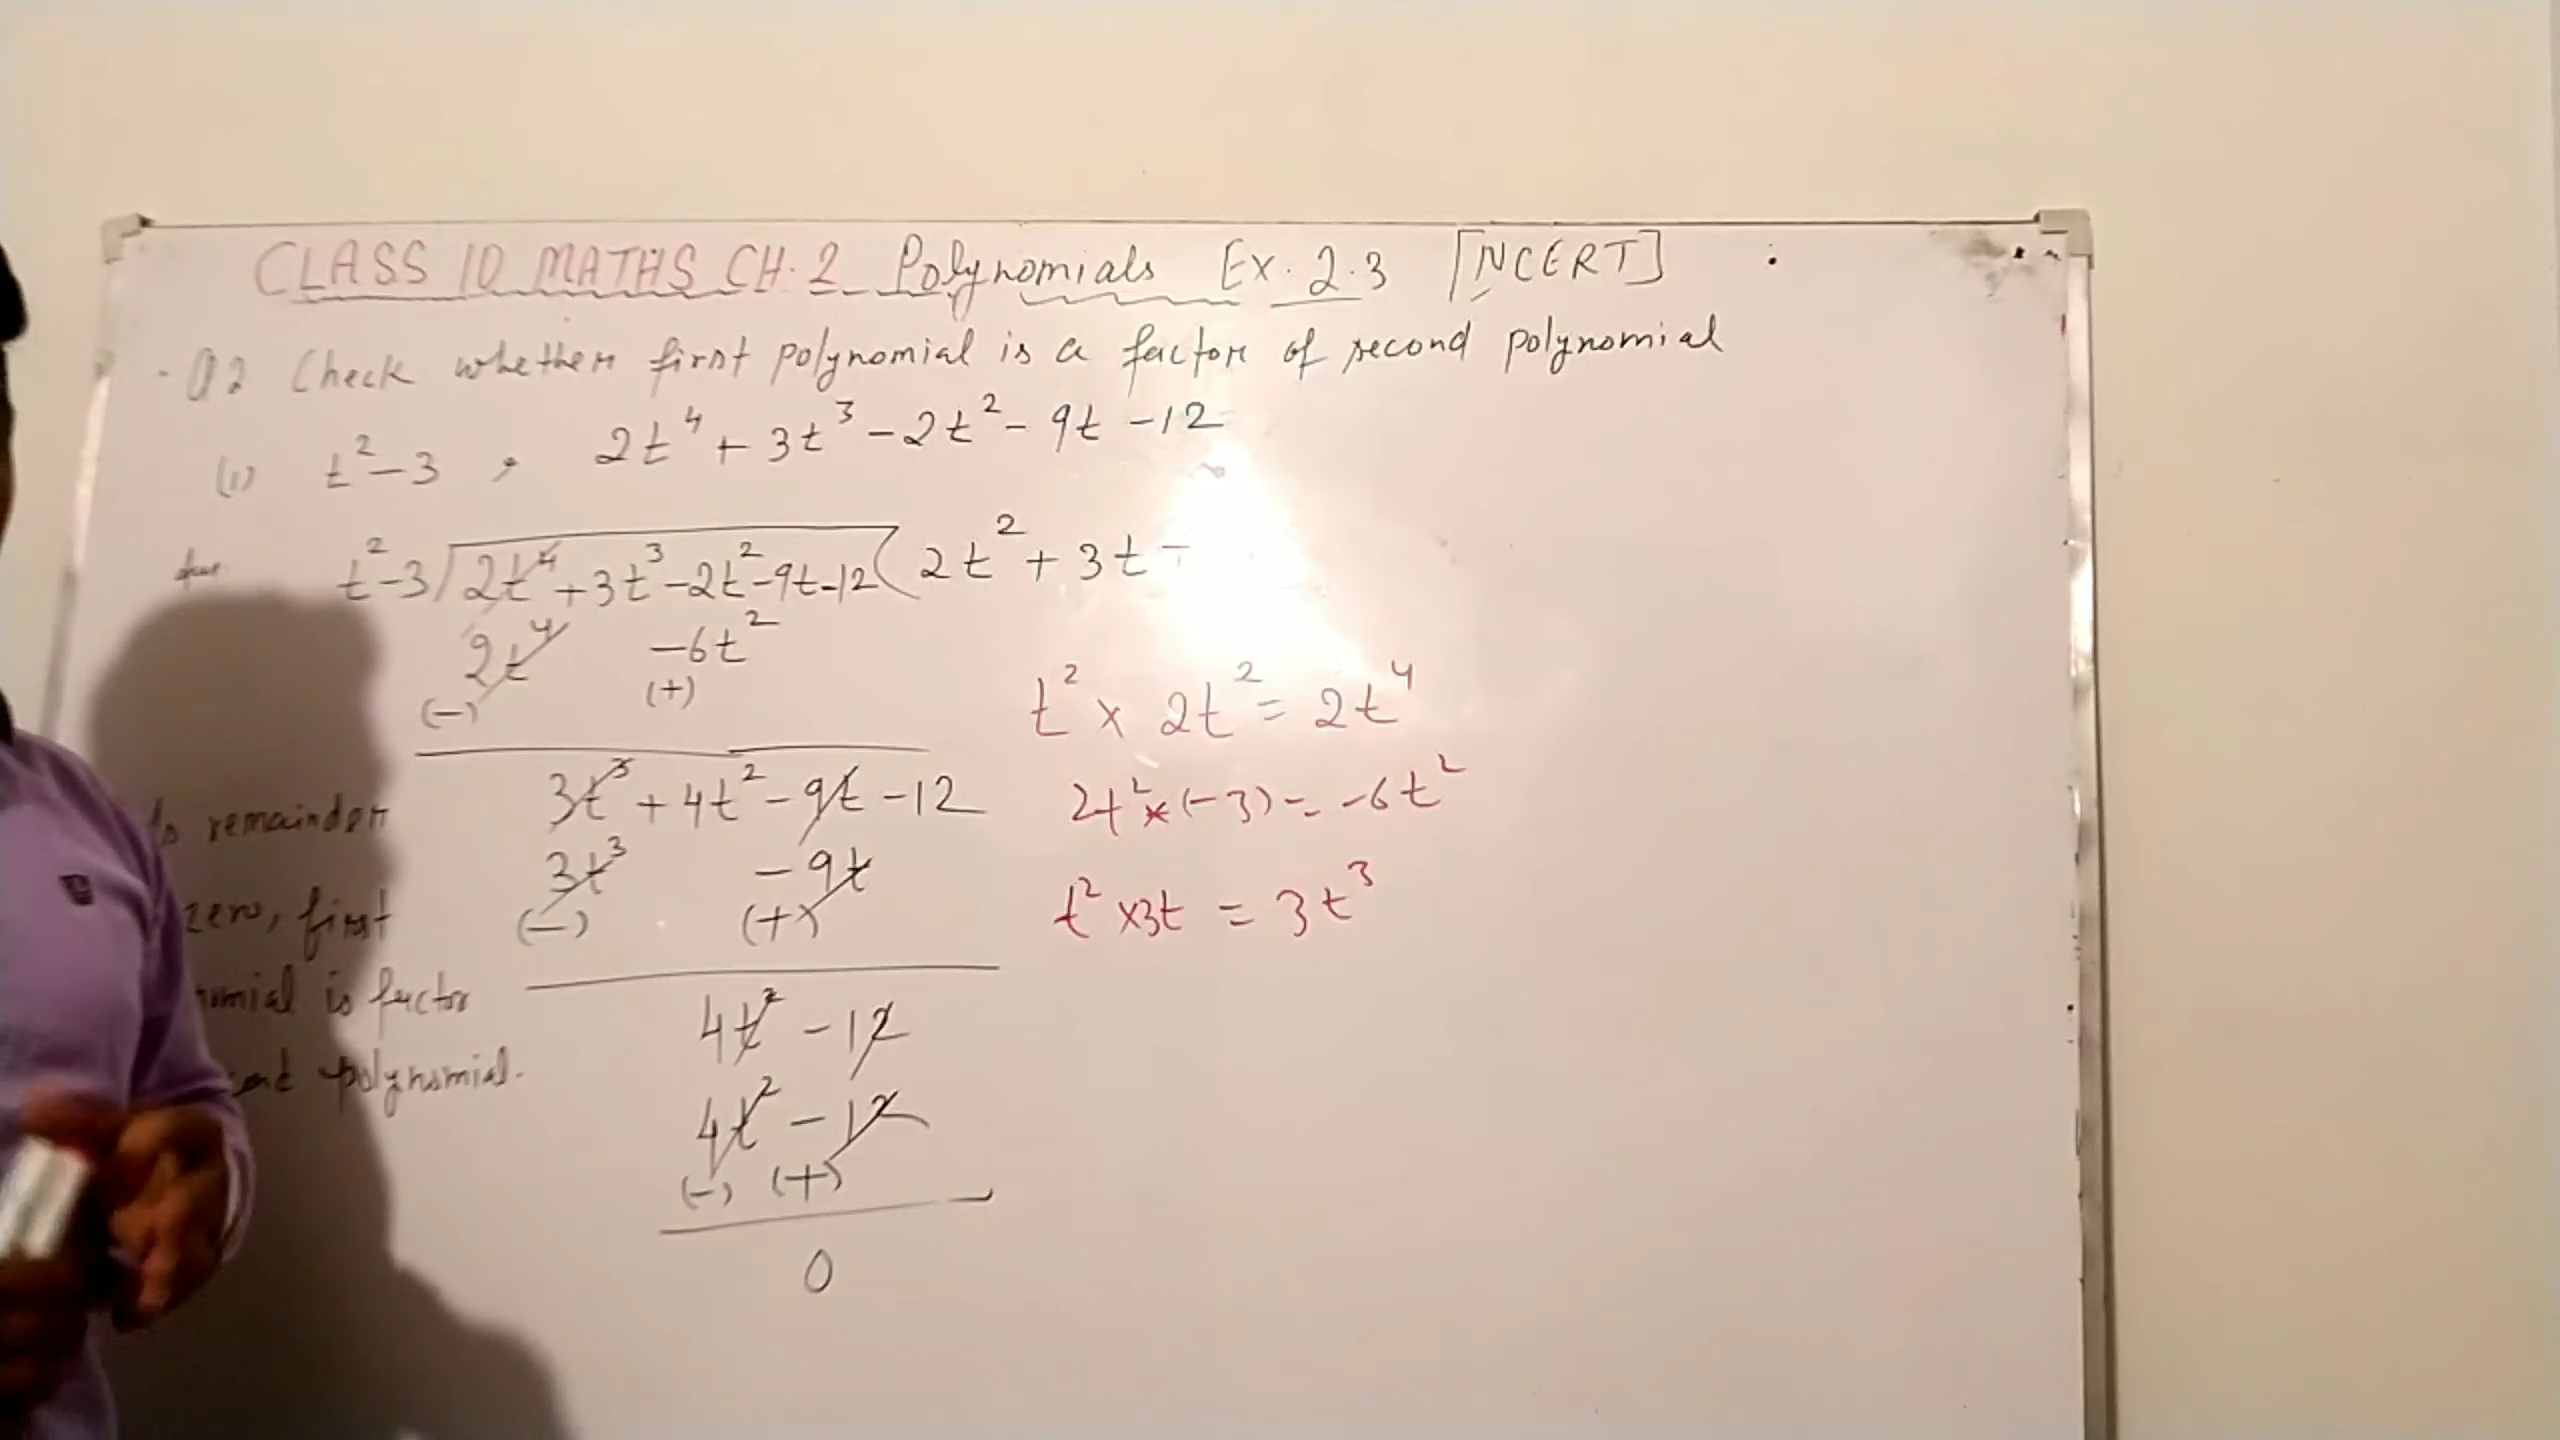 CLASS 10 MATHS CH.2 Polynomials Ex. 2.3 [NCERT]
Q2 Check whether first polynomial is a factor of second polynomial
(i) t²-3 , 2t⁴ + 3t³ - 2t² - 9t - 12
t²-3 ) 2t⁴ + 3t³ - 2t² - 9t - 12 ( 2t² + 3t
2t⁴ -6t²
(-) (+)
3t³ + 4t² - 9t - 12
3t³ - 9t
(-) (+)
4t² - 12
4t² - 12
(-) (+)
0
remainder
zero, first
is factor
polynomial.
t² × 2t² = 2t⁴
2t² × (-3) = -6t²
t² × 3t = 3t³